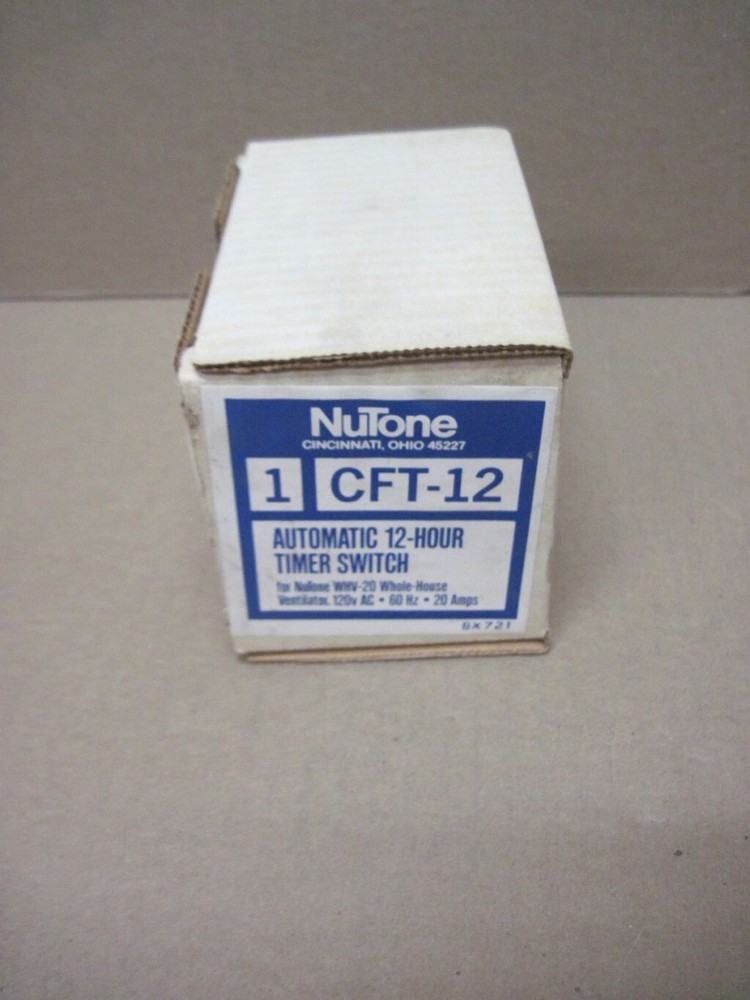 NuTone
CINCINNATI, OHIO 45227
1 CFT-12
AUTOMATIC 12-HOUR
TIMER SWITCH
for NuTone WHV-20 Whole-House
Ventilator. 120v AC • 60 Hz • 20 Amps
BX721